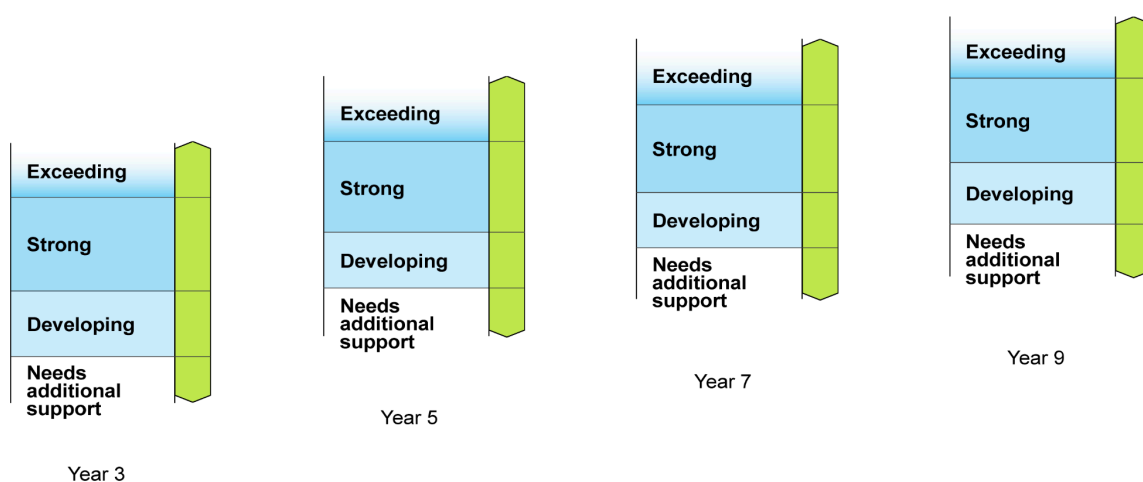 Exceeding
Strong
Developing
Needs
additional
support
Year 3
Exceeding
Strong
Developing
Needs
additional
support
Year 5
Exceeding
Strong
Developing
Needs
additional
support
Year 7
Exceeding
Strong
Developing
Needs
additional
support
Year 9